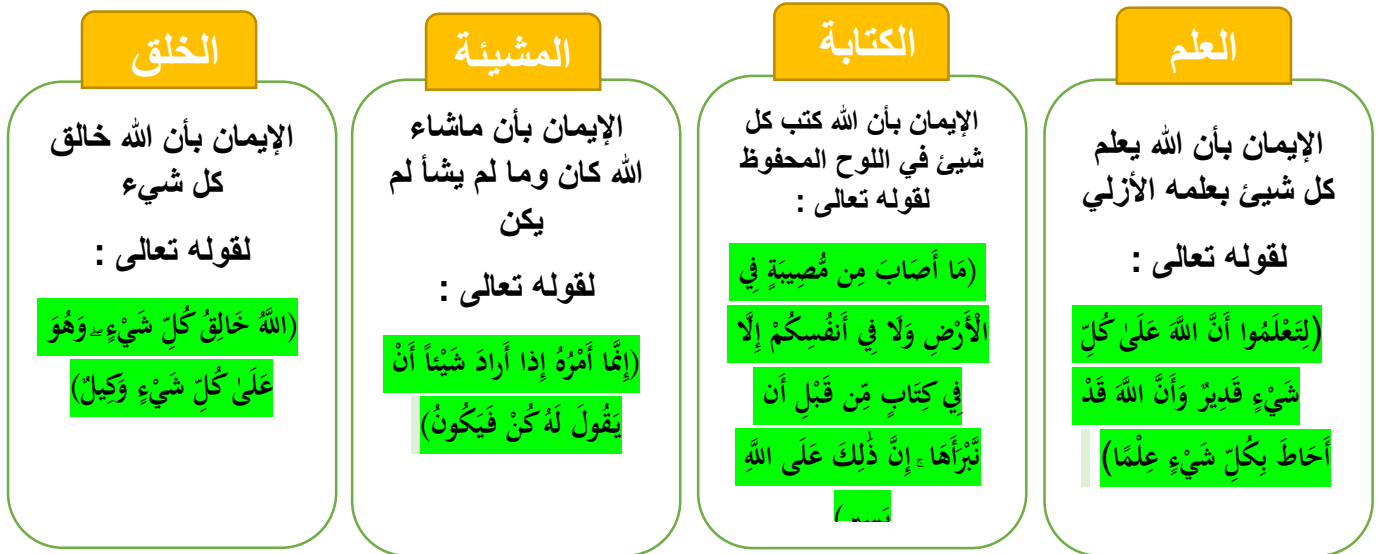 العلم
الإيمان بأن الله يعلم
كل شيئ بعلمه الأزلي
لقوله تعالى :
(لِتَعْلَمُوا أَنَّ اللَّهَ عَلَىٰ كُلِّ
شَيْءٍ قَدِيرٌ وَأَنَّ اللَّهَ قَدْ
أَحَاطَ بِكُلِّ شَيْءٍ عِلْمًا)
الكتابة
الإيمان بأن الله كتب كل
شيئ في اللوح المحفوظ
لقوله تعالى :
(مَا أَصَابَ مِن مُّصِيبَةٍ فِي
الْأَرْضِ وَلَا فِي أَنفُسِكُمْ إِلَّا
فِي كِتَابٍ مِّن قَبْلِ أَن
نَّبْرَأَهَا ۚ إِنَّ ذَٰلِكَ عَلَى اللَّهِ
المشيئة
الإيمان بأن ماشاء
الله كان وما لم يشأ لم
يكن
لقوله تعالى :
(إِنَّمَا أَمْرُهُ إِذا أَرادَ شَيْئاً أَنْ
يَقُولَ لَهُ كُنْ فَيَكُونُ)
الخلق
الإيمان بأن الله خالق
كل شيء
لقوله تعالى :
(اللَّهُ خَالِقُ كُلِّ شَيْءٍ ۖ وَهُوَ
عَلَىٰ كُلِّ شَيْءٍ وَكِيلٌ)